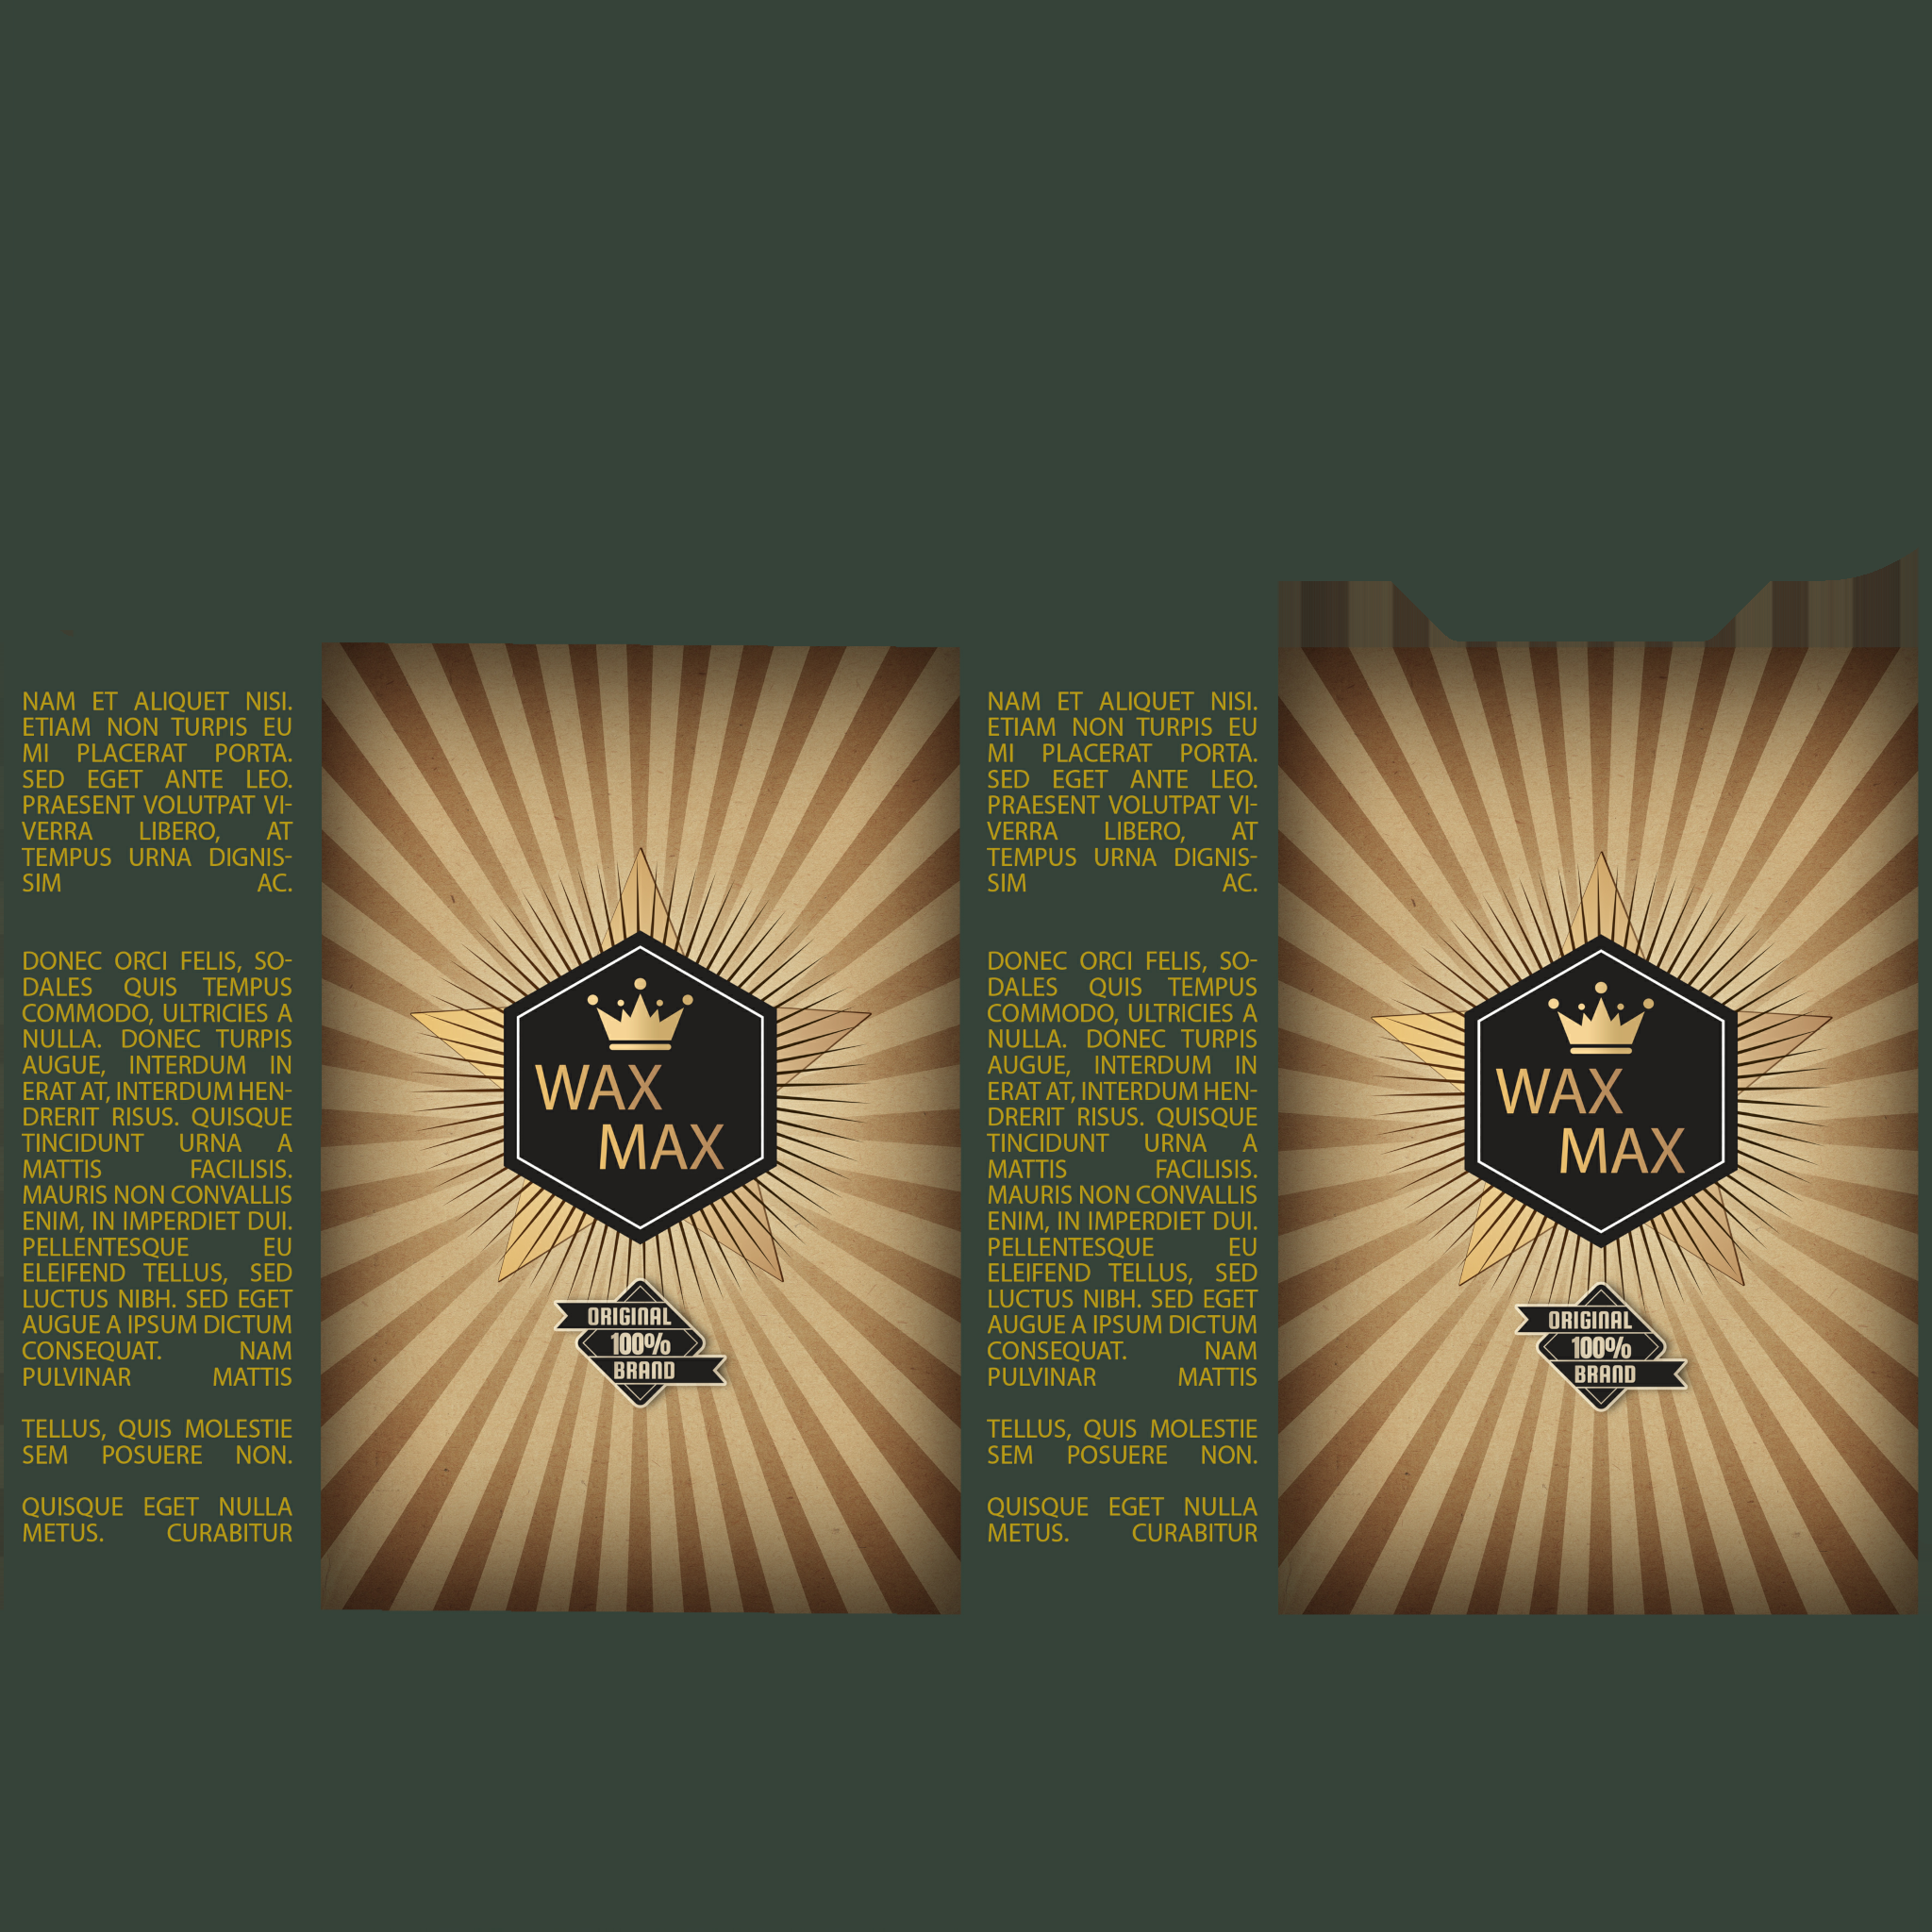 NAM ET ALIQUET NISI.
ETIAM NON TURPIS EU
MI PLACERAT PORTA.
SED EGET ANTE LEO.
PRAESENT VOLUTPAT VI-
VERRA LIBERO, AT
TEMPUS URNA DIGNIS-
SIM AC.
DONEC ORCI FELIS, SO-
DALES QUIS TEMPUS
COMMODO, ULTRICIES A
NULLA. DONEC TURPIS
AUGUE, INTERDUM IN
ERAT AT, INTERDUM HEN-
DRERIT RISUS. QUISQUE
TINCIDUNT URNA A
MATTIS FACILISIS.
MAURIS NON CONVALLIS
ENIM, IN IMPERDIET DUI.
PELLENTESQUE EU
ELEIFEND TELLUS, SED
LUCTUS NIBH. SED EGET
AUGUE A IPSUM DICTUM
CONSEQUAT. NAM
PULVINAR MATTIS
TELLUS, QUIS MOLESTIE
SEM POSUERE NON.
QUISQUE EGET NULLA
METUS. CURABITUR
WAX
MAX
ORIGINAL
100%
BRAND
NAM ET ALIQUET NISI.
ETIAM NON TURPIS EU
MI PLACERAT PORTA.
SED EGET ANTE LEO.
PRAESENT VOLUTPAT VI-
VERRA LIBERO, AT
TEMPUS URNA DIGNIS-
SIM AC.
DONEC ORCI FELIS, SO-
DALES QUIS TEMPUS
COMMODO, ULTRICIES A
NULLA. DONEC TURPIS
AUGUE, INTERDUM IN
ERAT AT, INTERDUM HEN-
DRERIT RISUS. QUISQUE
TINCIDUNT URNA A
MATTIS FACILISIS.
MAURIS NON CONVALLIS
ENIM, IN IMPERDIET DUI.
PELLENTESQUE EU
ELEIFEND TELLUS, SED
LUCTUS NIBH. SED EGET
AUGUE A IPSUM DICTUM
CONSEQUAT. NAM
PULVINAR MATTIS
TELLUS, QUIS MOLESTIE
SEM POSUERE NON.
QUISQUE EGET NULLA
METUS. CURABITUR
WAX
MAX
ORIGINAL
100%
BRAND